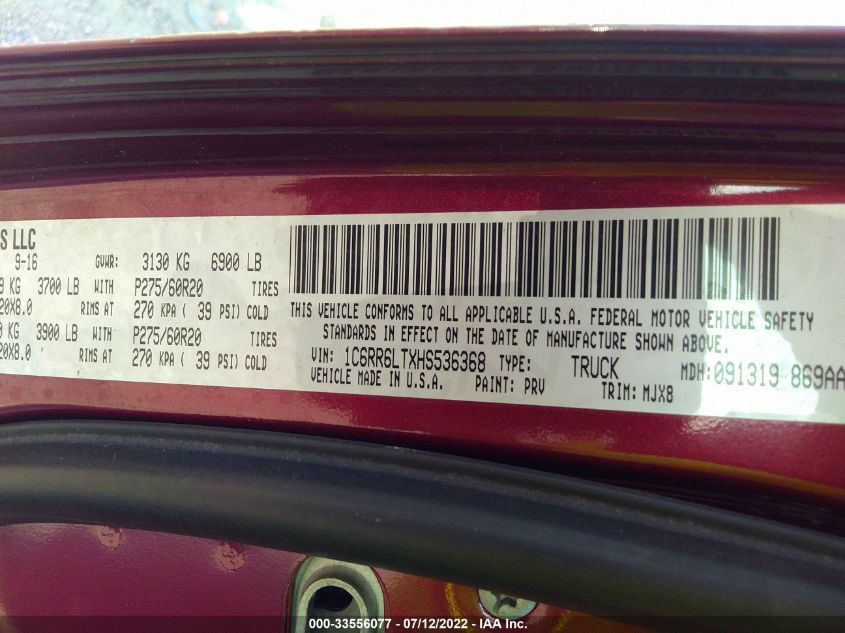 S LLC
9-16 GVWR: 3130 KG 6900 LB
KG 3700 LB WITH P275/60R20 TIRES
20X8.0 RIMS AT 270 KPA ( 39 PSI) COLD
KG 3900 LB WITH P275/60R20 TIRES
20X8.0 RIMS AT 270 KPA ( 39 PSI) COLD
THIS VEHICLE CONFORMS TO ALL APPLICABLE U.S.A. FEDERAL MOTOR VEHICLE SAFETY
STANDARDS IN EFFECT ON THE DATE OF MANUFACTURE SHOWN ABOVE.
VIN: 1C6RR6LTXHS536368 TYPE: TRUCK MDH:091319 869AA
VEHICLE MADE IN U.S.A. PAINT: PRV TRIM: MJX8
000-33556077 - 07/12/2022 - IAA Inc.